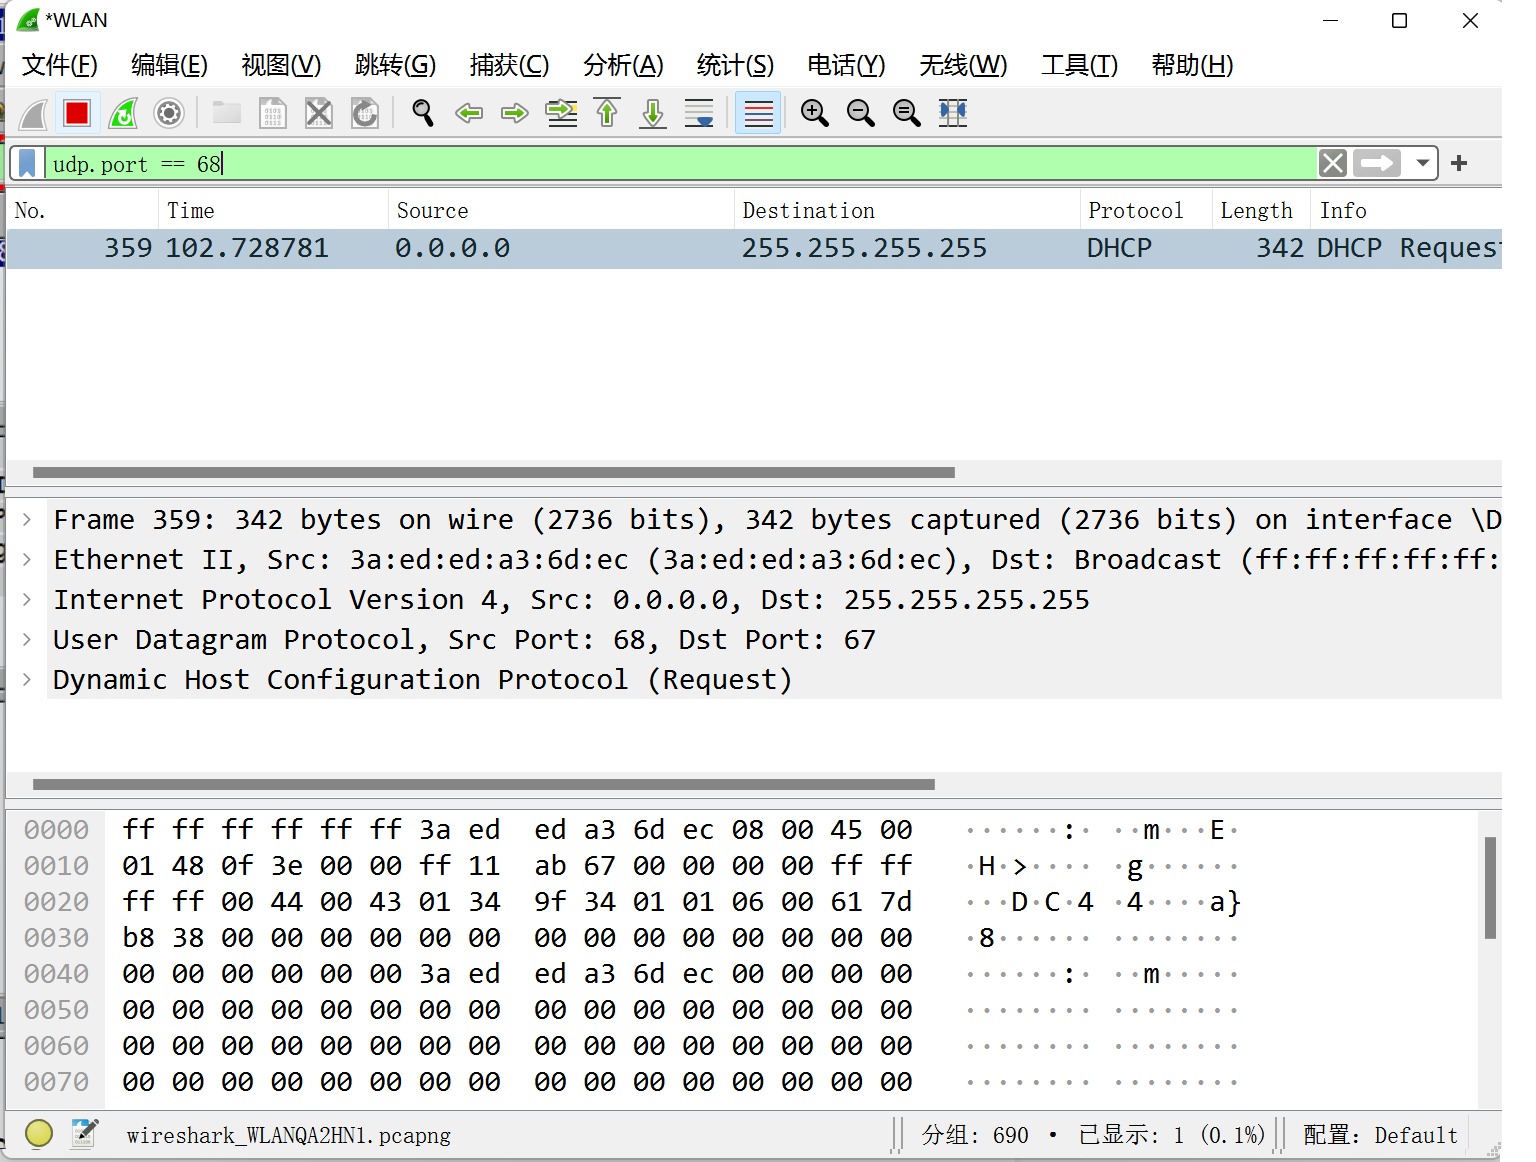 *WLAN
文件(F) 编辑(E) 视图(V) 跳转(G) 捕获(C) 分析(A) 统计(S) 电话(Y) 无线(W) 工具(T) 帮助(H)
udp.port == 68
No. Time Source Destination Protocol Length Info
359 102.728781 0.0.0.0 255.255.255.255 DHCP 342 DHCP Request
Frame 359: 342 bytes on wire (2736 bits), 342 bytes captured (2736 bits) on interface \D
Ethernet II, Src: 3a:ed:ed:a3:6d:ec (3a:ed:ed:a3:6d:ec), Dst: Broadcast (ff:ff:ff:ff:ff:
Internet Protocol Version 4, Src: 0.0.0.0, Dst: 255.255.255.255
User Datagram Protocol, Src Port: 68, Dst Port: 67
Dynamic Host Configuration Protocol (Request)
0000 ff ff ff ff ff ff 3a ed ed a3 6d ec 08 00 45 00 ······:· ··m···E·
0010 01 48 0f 3e 00 00 ff 11 ab 67 00 00 00 00 ff ff ·H·>···· ·g······
0020 ff ff 00 44 00 43 01 34 9f 34 01 01 06 00 61 7d ···D·C·4 ·4····a}
0030 b8 38 00 00 00 00 00 00 00 00 00 00 00 00 00 00 ·8······ ········
0040 00 00 00 00 00 00 3a ed ed a3 6d ec 00 00 00 00 ······:· ··m·····
0050 00 00 00 00 00 00 00 00 00 00 00 00 00 00 00 00 ········ ········
0060 00 00 00 00 00 00 00 00 00 00 00 00 00 00 00 00 ········ ········
0070 00 00 00 00 00 00 00 00 00 00 00 00 00 00 00 00 ········ ········
wireshark_WLANQA2HN1.pcapng 分组: 690 · 已显示: 1 (0.1%) 配置: Default